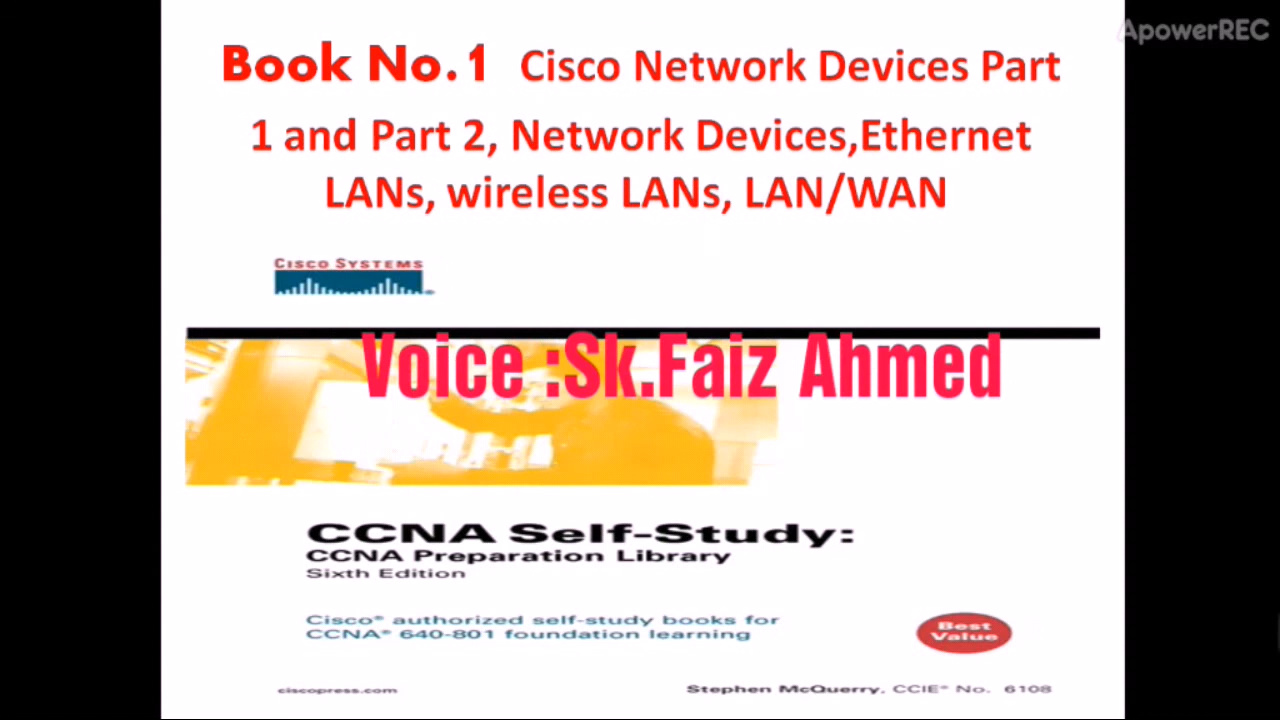 ApowerREC
Book No.1 Cisco Network Devices Part
1 and Part 2, Network Devices,Ethernet
LANs, wireless LANs, LAN/WAN
CISCO SYSTEMS
®
Voice :Sk.Faiz Ahmed
CCNA Self-Study:
CCNA Preparation Library
Sixth Edition
Cisco® authorized self-study books for
CCNA® 640-801 foundation learning
Best
Value
ciscopress.com
Stephen McQuerry, CCIE® No. 6108